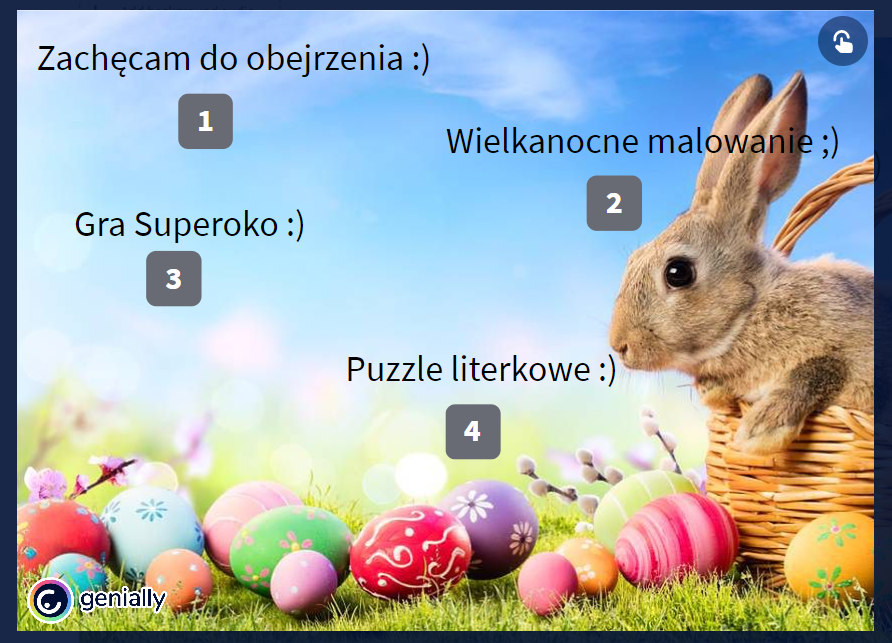 Zachęcam do obejrzenia :)
1
Wielkanocne malowanie ;)
2
Gra Superoko :)
3
Puzzle literkowe :)
4
genially